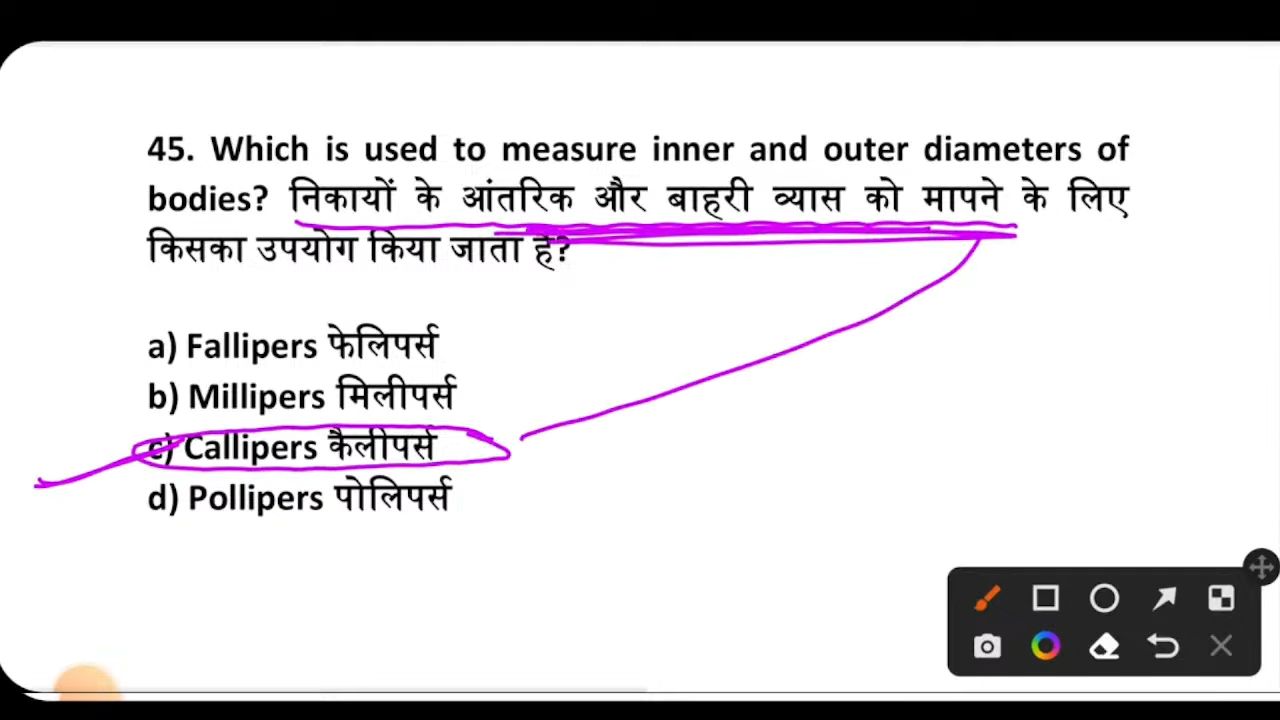 45. Which is used to measure inner and outer diameters of
bodies? निकायों के आंतरिक और बाहरी व्यास को मापने के लिए
किसका उपयोग किया जाता है?
a) Fallipers फेलिपर्स
b) Millipers मिलीपर्स
c) Callipers कैलीपर्स
d) Pollipers पोलिपर्स